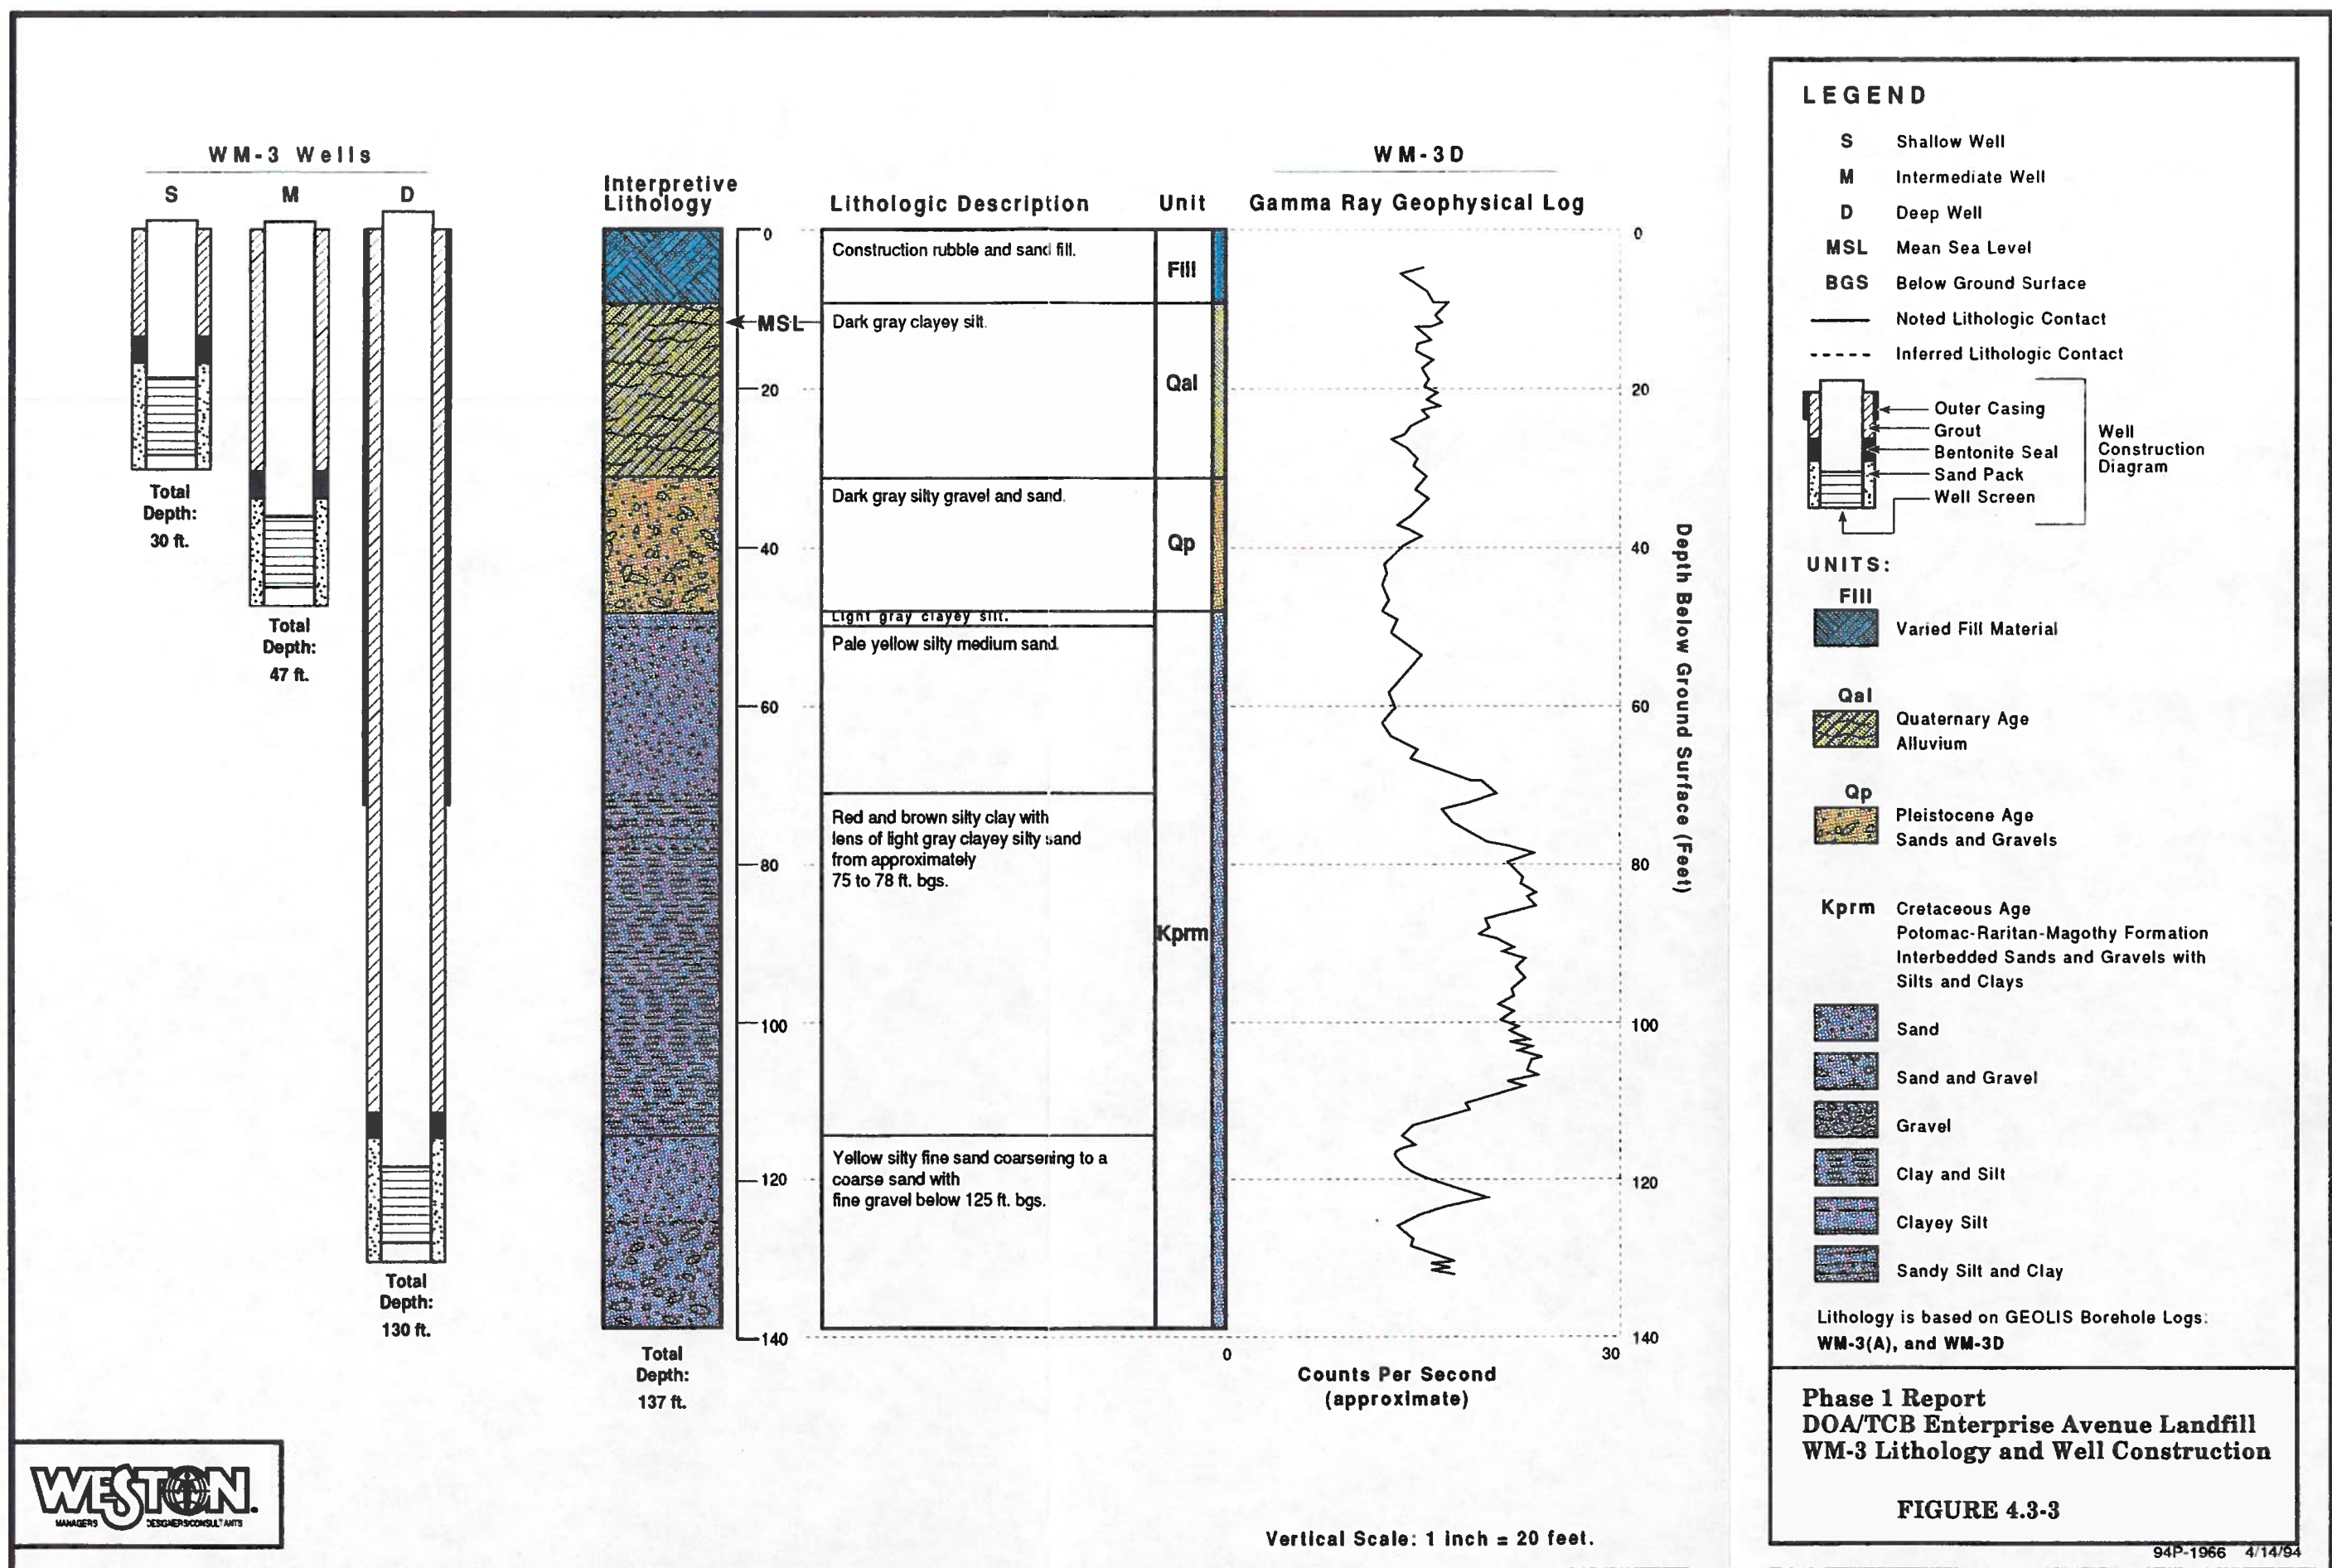 WM-3 Wells
S
M
D
Total
Depth:
30 ft.
Total
Depth:
47 ft.
Total
Depth:
130 ft.
Interpretive
Lithology
0
MSL
20
40
60
80
100
120
140
Total
Depth:
137 ft.
Lithologic Description
Unit
Construction rubble and sand fill.
Fill
Dark gray clayey silt.
Qal
Dark gray silty gravel and sand.
Qp
Light gray clayey silt.
Pale yellow silty medium sand.
Red and brown silty clay with
lens of light gray clayey silty sand
from approximately
75 to 78 ft. bgs.
Kprm
Yellow silty fine sand coarsening to a
coarse sand with
fine gravel below 125 ft. bgs.
WM-3D
Gamma Ray Geophysical Log
0
20
40
60
80
100
120
140
Depth Below Ground Surface (Feet)
0
30
Counts Per Second
(approximate)
Vertical Scale: 1 inch = 20 feet.
LEGEND
S Shallow Well
M Intermediate Well
D Deep Well
MSL Mean Sea Level
BGS Below Ground Surface
Noted Lithologic Contact
Inferred Lithologic Contact
Outer Casing
Grout
Bentonite Seal
Sand Pack
Well Screen
Well
Construction
Diagram
UNITS:
Fill
Varied Fill Material
Qal
Quaternary Age
Alluvium
Qp
Pleistocene Age
Sands and Gravels
Kprm Cretaceous Age
Potomac-Raritan-Magothy Formation
Interbedded Sands and Gravels with
Silts and Clays
Sand
Sand and Gravel
Gravel
Clay and Silt
Clayey Silt
Sandy Silt and Clay
Lithology is based on GEOLIS Borehole Logs:
WM-3(A), and WM-3D
Phase 1 Report
DOA/TCB Enterprise Avenue Landfill
WM-3 Lithology and Well Construction
FIGURE 4.3-3
94P-1966 4/14/94
WESTON.
MANAGERS DESIGNERS/CONSULTANTS